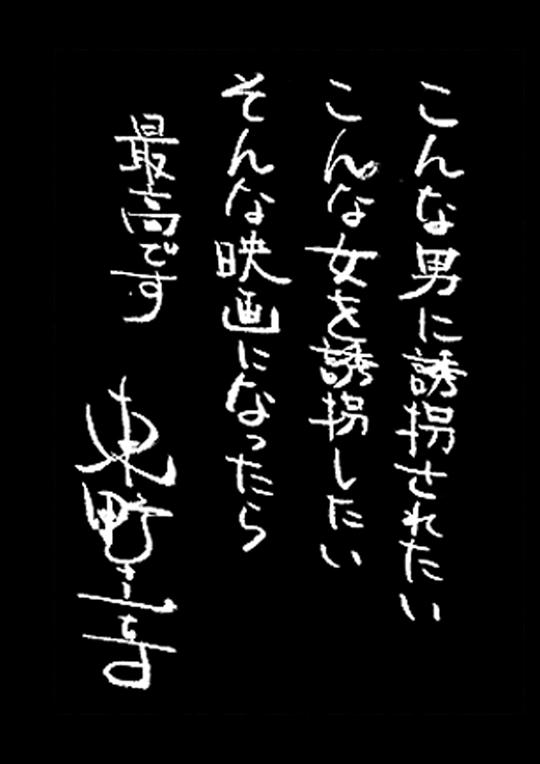 こんな男に誘拐されたい
こんな女を誘拐したい
そんな映画になったら
最高です
東野圭吾